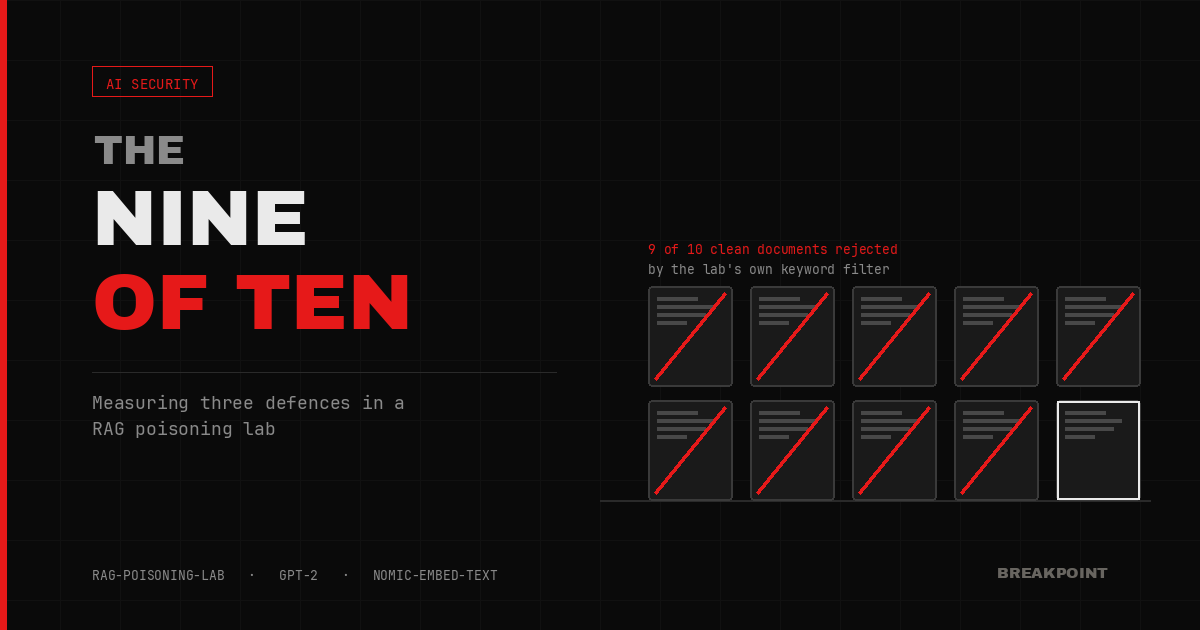 AI SECURITY
THE
NINE
OF TEN
Measuring three defences in a
RAG poisoning lab
9 of 10 clean documents rejected
by the lab's own keyword filter
RAG-POISONING-LAB · GPT-2 · NOMIC-EMBED-TEXT
BREAKPOINT